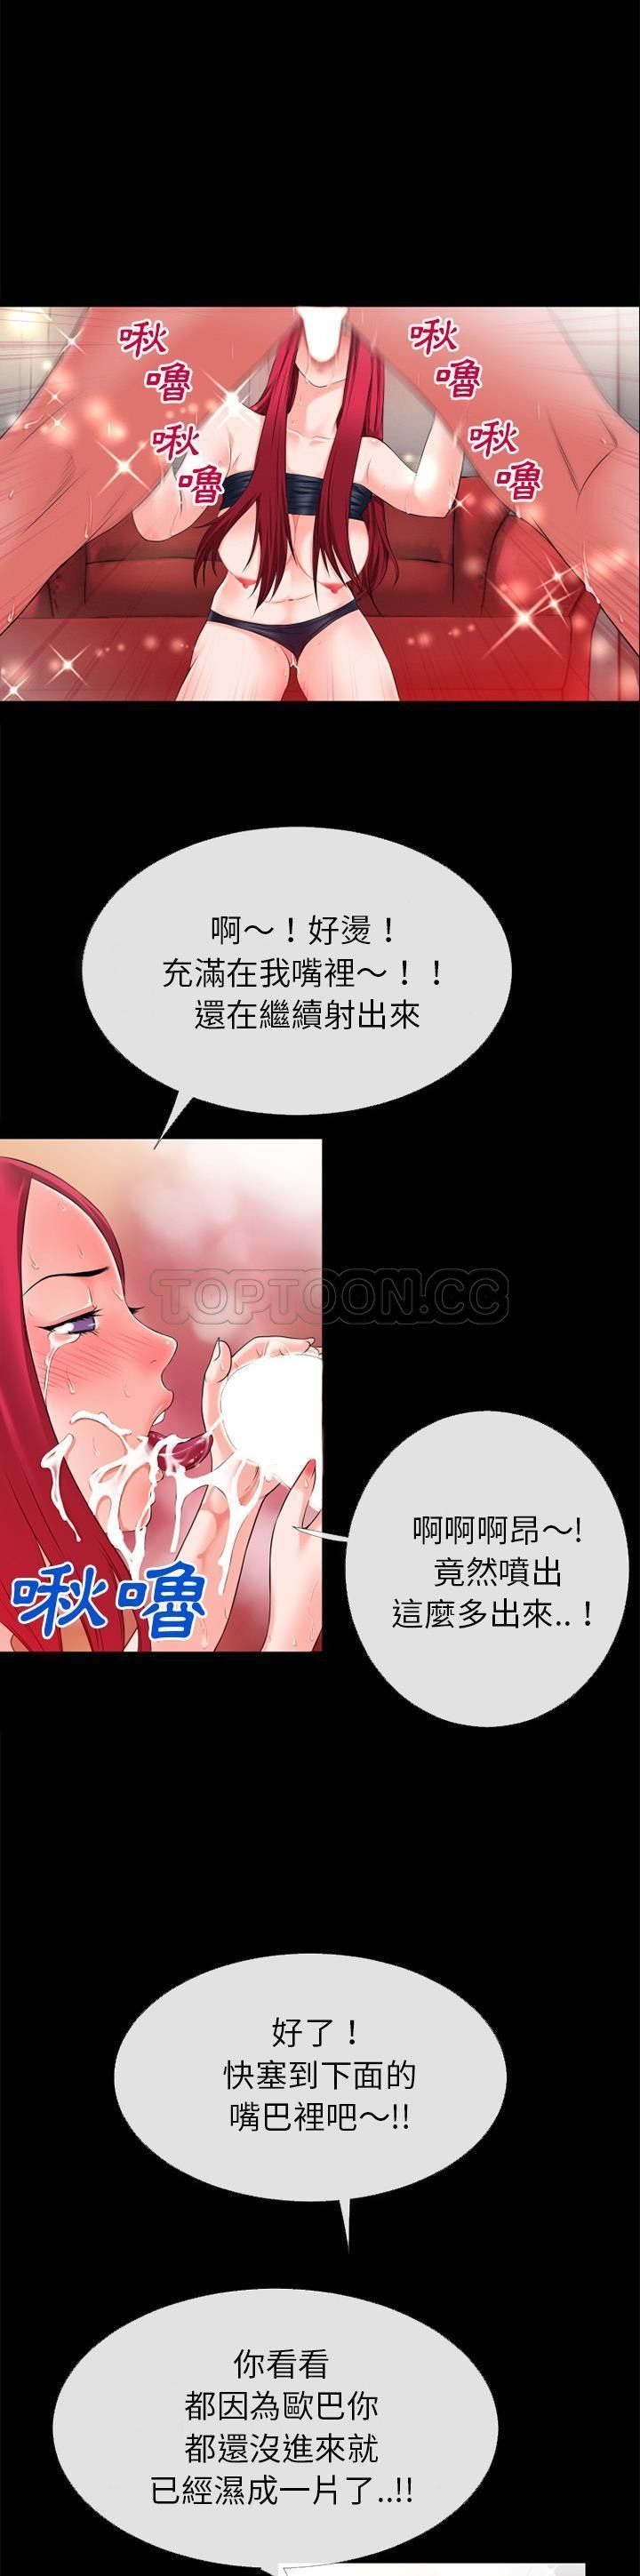 啾
嚕
啾
嚕
啾
嚕
啾
嚕
啊～！好燙！
充滿在我嘴裡～！！
還在繼續射出來
TOPTOON.CC
啊啊啊昂～!
竟然噴出
這麼多出來..！
啾嚕
好了！
快塞到下面的
嘴巴裡吧～!!
你看看
都因為歐巴你
都還沒進來就
已經濕成一片了..!!